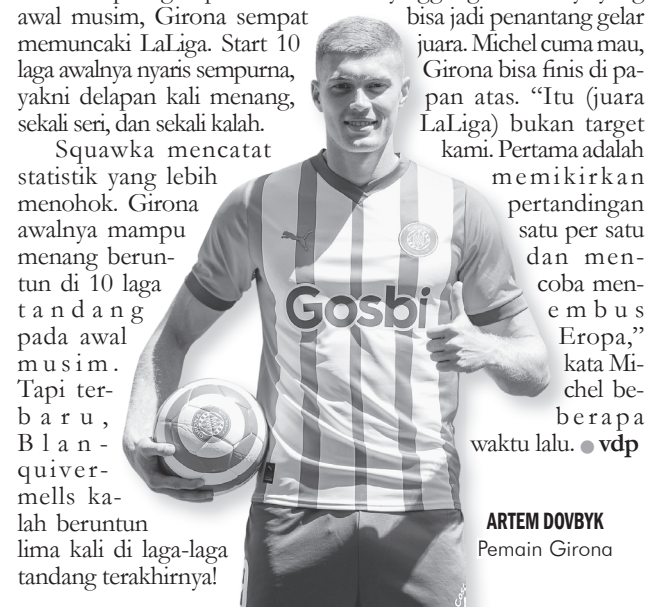 awal musim, Girona sempat
memuncaki LaLiga. Start 10
laga awalnya nyaris sempurna,
yakni delapan kali menang,
sekali seri, dan sekali kalah.
Squawka mencatat
statistik yang lebih
menohok. Girona
awalnya mampu
menang berun-
tun di 10 laga
tandang
pada awal
musim.
Tapi ter-
baru,
Blan-
quiver-
mells ka-
lah beruntun
lima kali di laga-laga
tandang terakhirnya!
bisa jadi penantang gelar
juara. Michel cuma mau,
Girona bisa finis di pa-
pan atas. “Itu (juara
LaLiga) bukan target
kami. Pertama adalah
memikirkan
pertandingan
satu per satu
dan men-
coba men-
embus
Eropa,”
kata Mi-
chel be-
berapa
waktu lalu. ● vdp
Gosbi
ARTEM DOVBYK
Pemain Girona